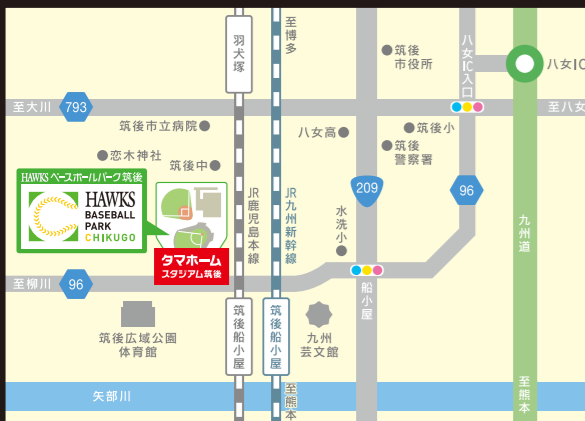 至博多
羽犬塚
筑後
市役所
八女IC入口
八女IC
至大川
793
至八女
筑後市立病院
八女高
筑後小
恋木神社
筑後中
筑後
警察署
HAWKS ベースボールパーク筑後
HAWKS
BASEBALL
PARK
CHIKUGO
JR鹿児島本線
JR九州新幹線
209
96
水洗小
九州道
タマホーム
スタジアム筑後
至柳川
96
船小屋
筑後広域公園
体育館
筑後船小屋
筑後船小屋
九州
芸文館
矢部川
至熊本
至熊本